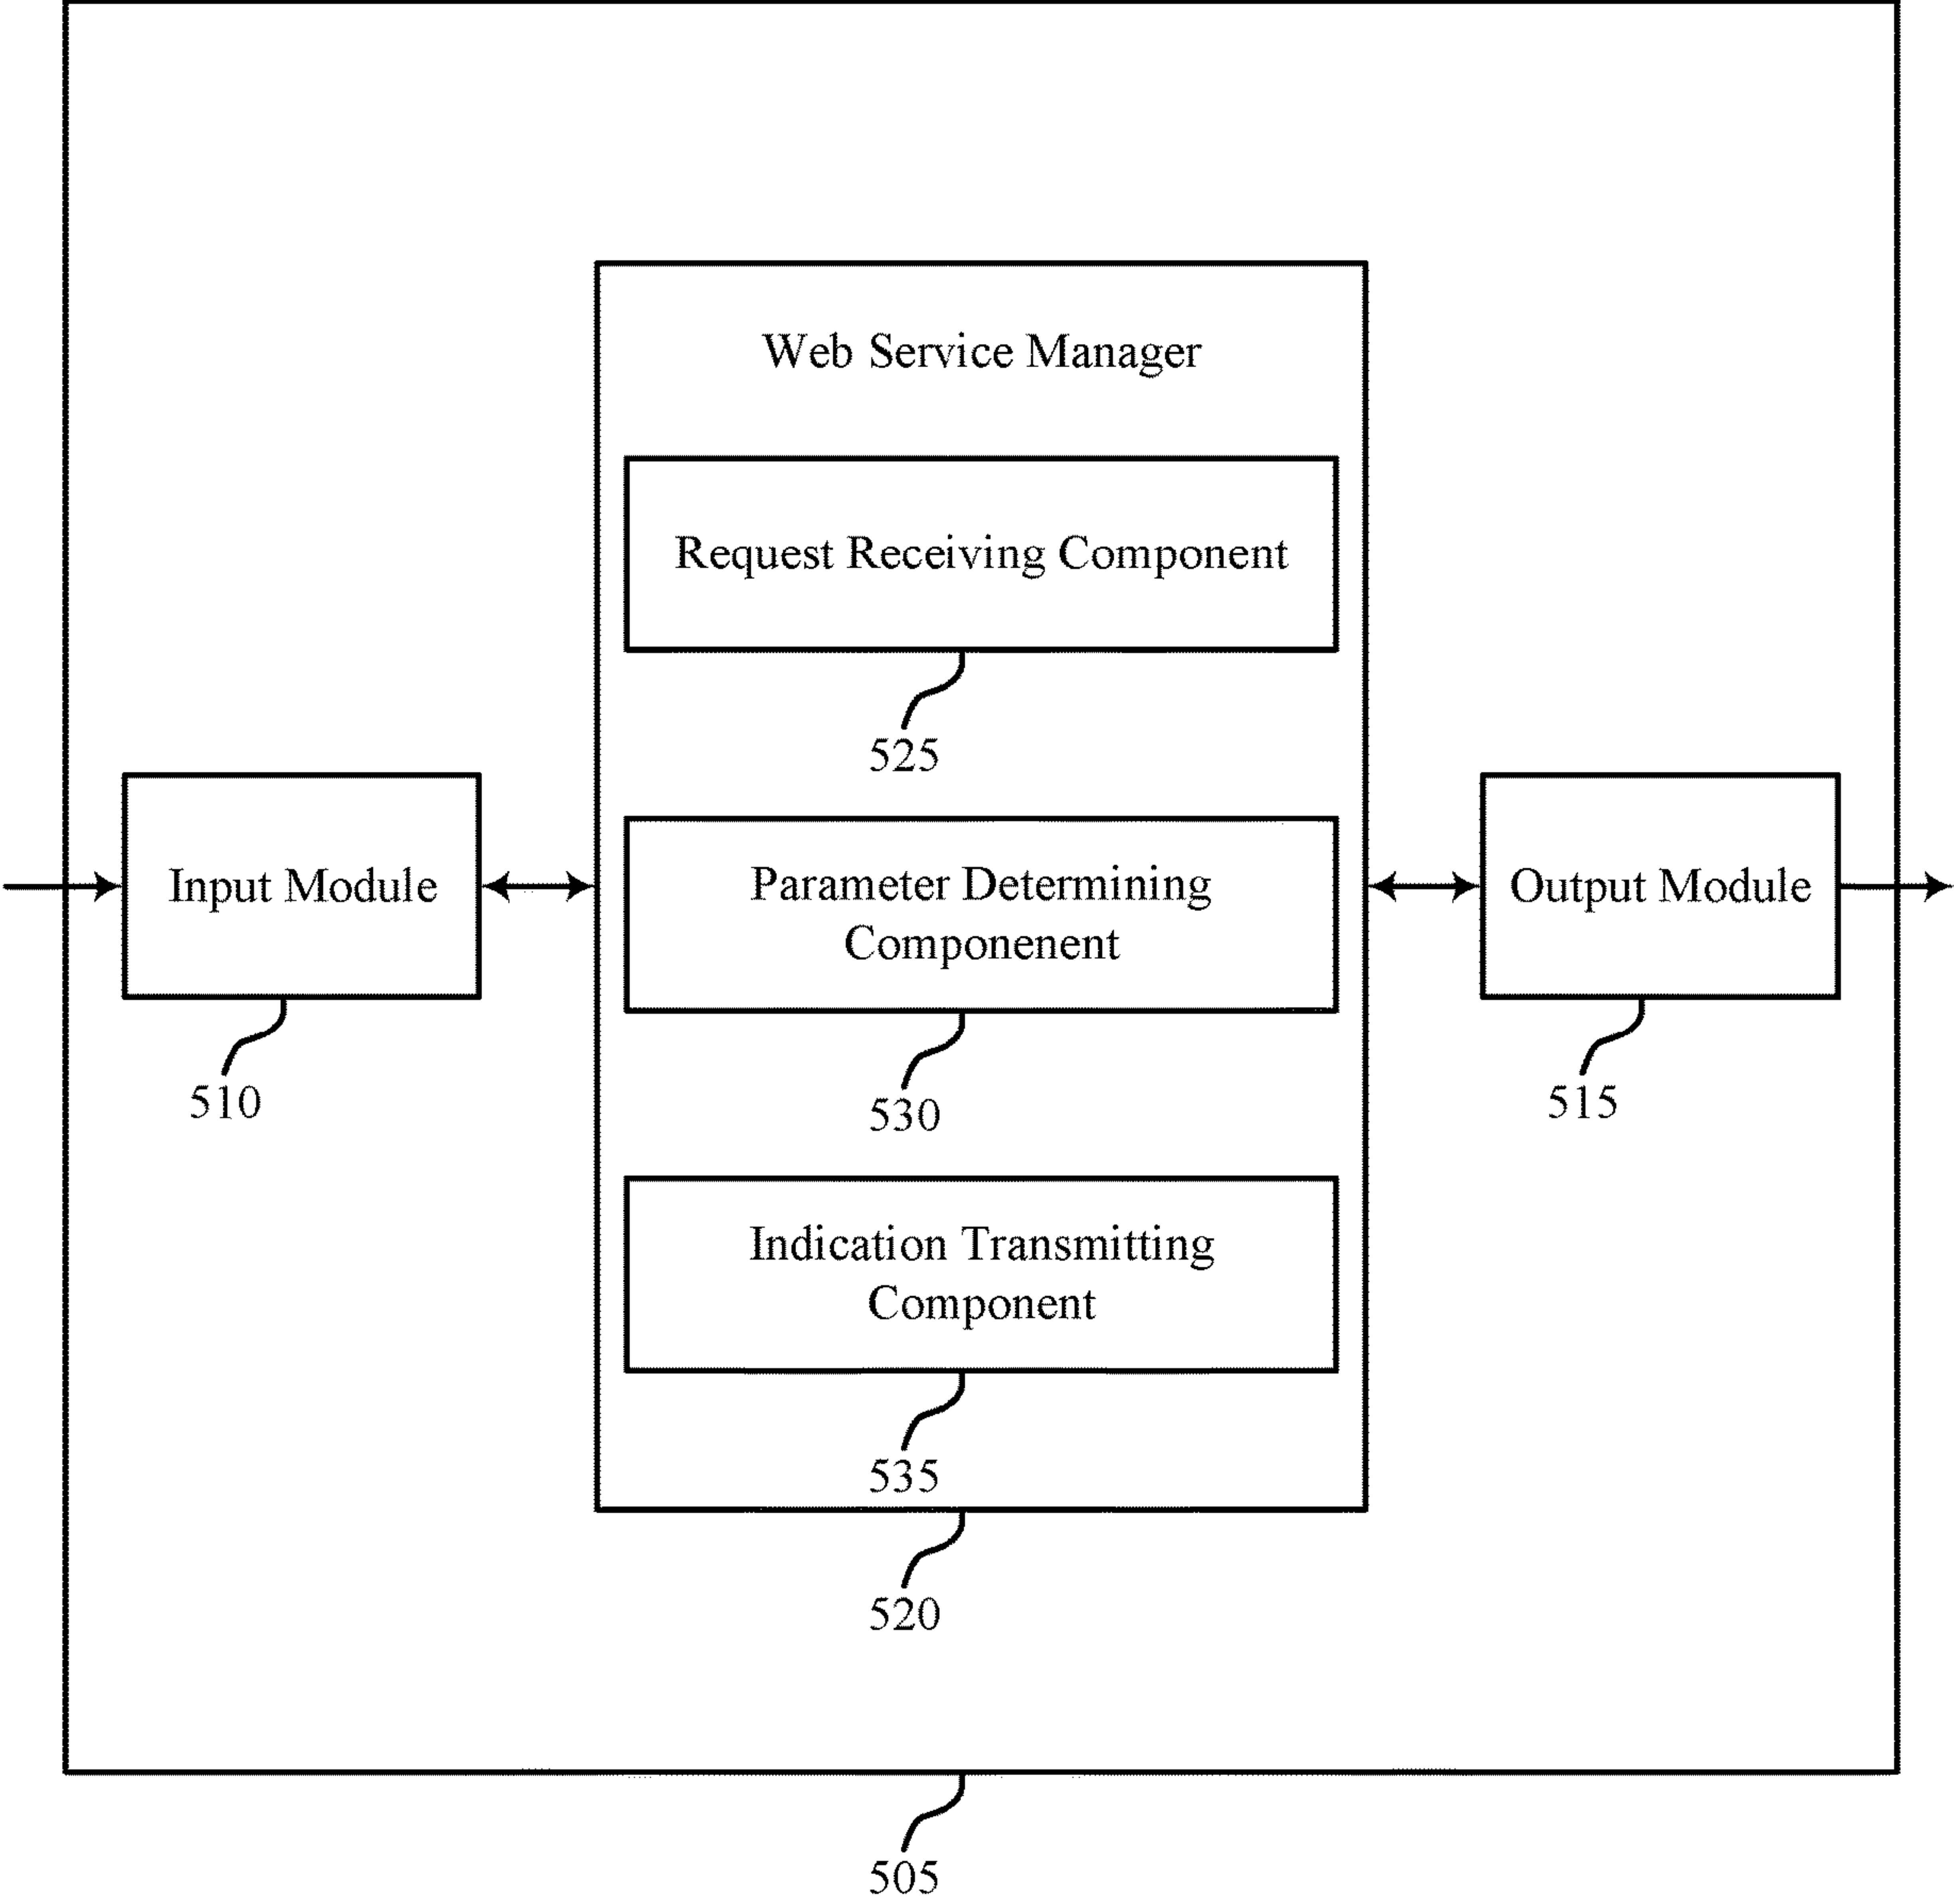 Web Service Manager
Request Receiving Component
525
Input Module
510
Parameter Determining
Componenent
530
Output Module
515
Indication Transmitting
Component
535
520
505